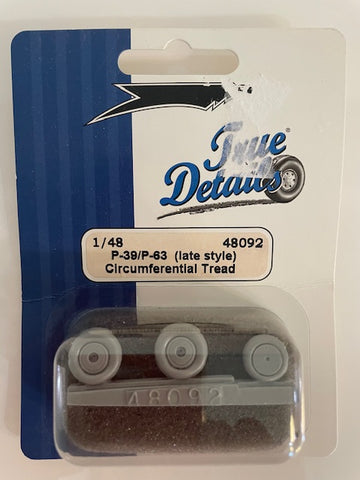 True®
Details
1/48 48092
P-39/P-63 (late style)
Circumferential Tread
48092